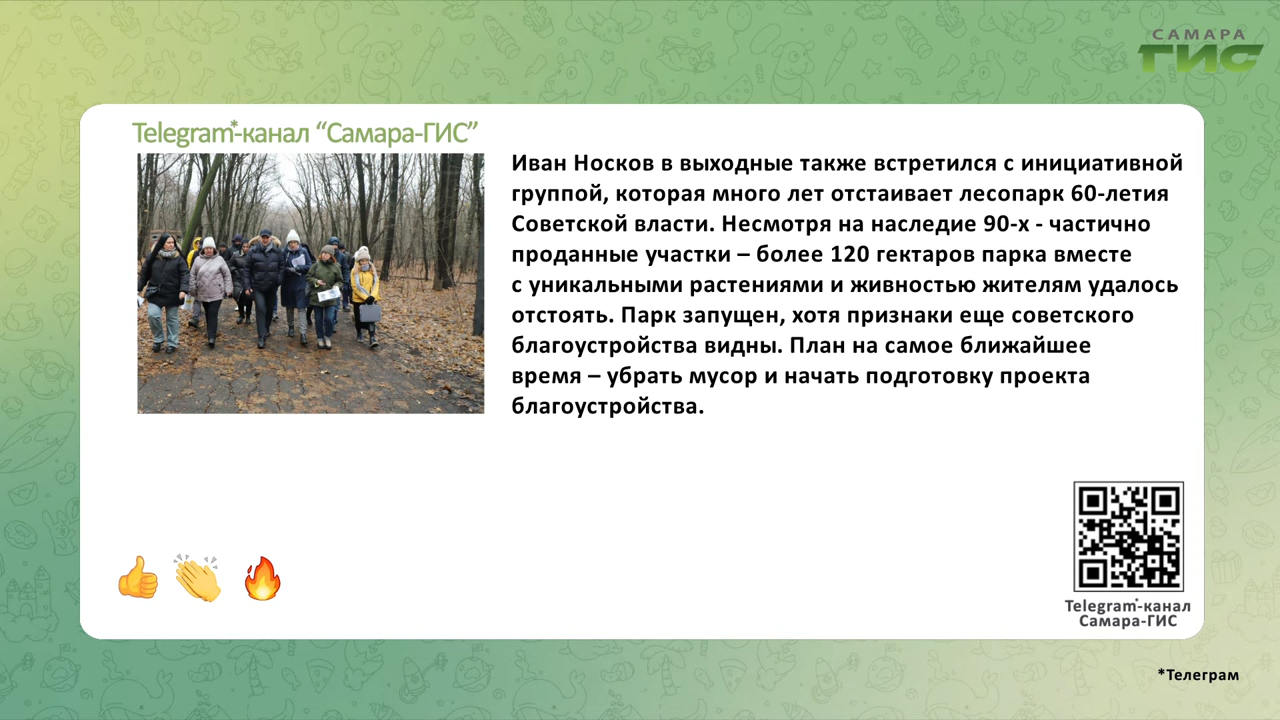 САМАРА
ГИС
Telegram*-канал “Самара-ГИС”
Иван Носков в выходные также встретился с инициативной
группой, которая много лет отстаивает лесопарк 60-летия
Советской власти. Несмотря на наследие 90-х - частично
проданные участки – более 120 гектаров парка вместе
с уникальными растениями и живностью жителям удалось
отстоять. Парк запущен, хотя признаки еще советского
благоустройства видны. План на самое ближайшее
время – убрать мусор и начать подготовку проекта
благоустройства.
Telegram*-канал
Самара-ГИС
*Телеграм